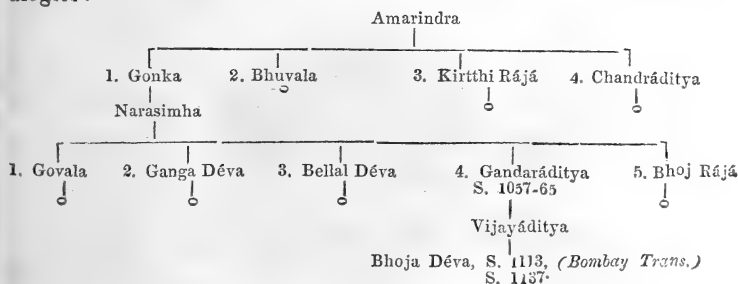 Amarindra
1. Gonka 2. Bhuvala 3. Kirtthi Rájá 4. Chandráditya
Narasimha
1. Govala 2. Ganga Déva 3. Bellal Déva 4. Gandaráditya 5. Bhoj Rájá
S. 1057-65
Vijayáditya
Bhoja Déva, S. 1113, (Bombay Trans.)
S. 1137.